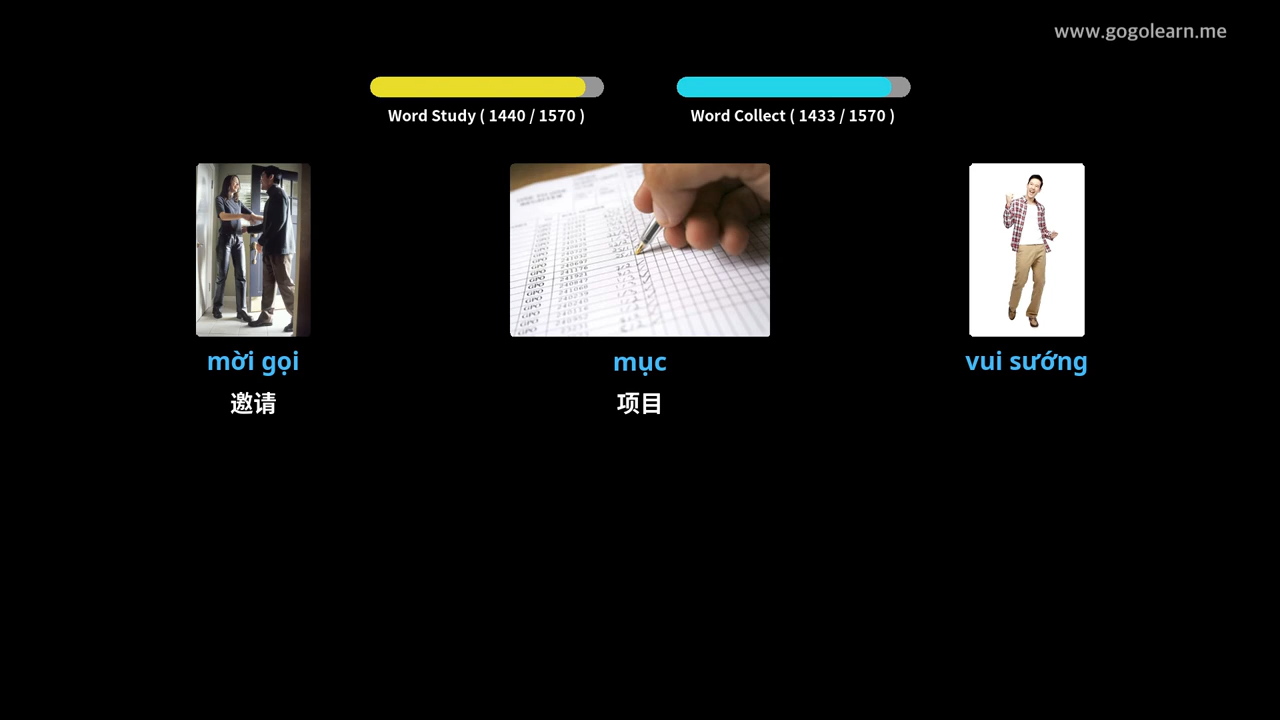 www.gogolearn.me
Word Study ( 1440 / 1570 )
Word Collect ( 1433 / 1570 )
mời gọi
mục
vui sướng
邀请
项目